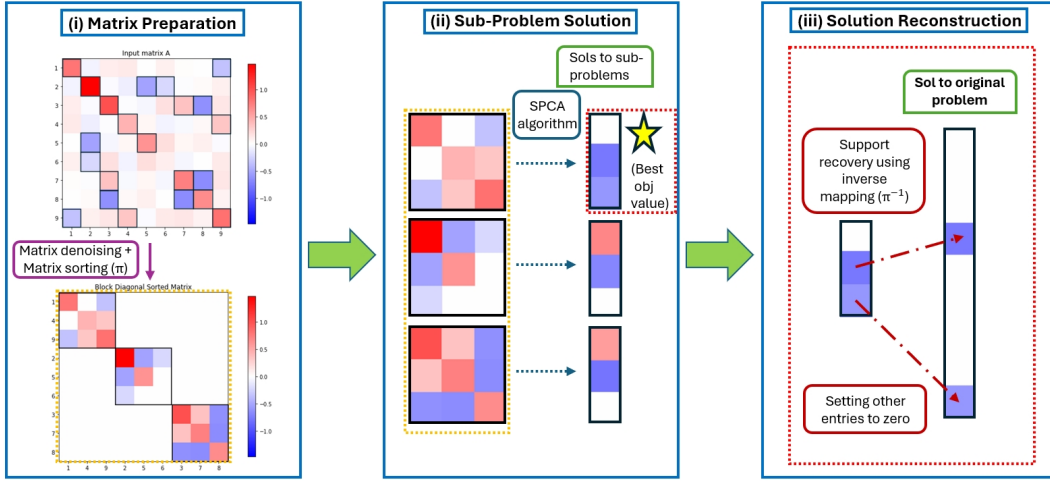 (i) Matrix Preparation
Input matrix A
1
2
3
4
5
6
7
8
9
1 2 3 4 5 6 7 8 9
1.0
0.5
0.0
−0.5
−1.0
Matrix denoising +
Matrix sorting (π)
Block Diagonal Sorted Matrix
1
4
9
2
5
6
3
7
8
1 4 9 2 5 6 3 7 8
1.0
0.5
0.0
−0.5
−1.0
(ii) Sub-Problem Solution
Sols to sub-
problems
SPCA
algorithm
(Best
obj
value)
(iii) Solution Reconstruction
Sol to original
problem
Support
recovery using
inverse
mapping (π⁻¹)
Setting other
entries to zero